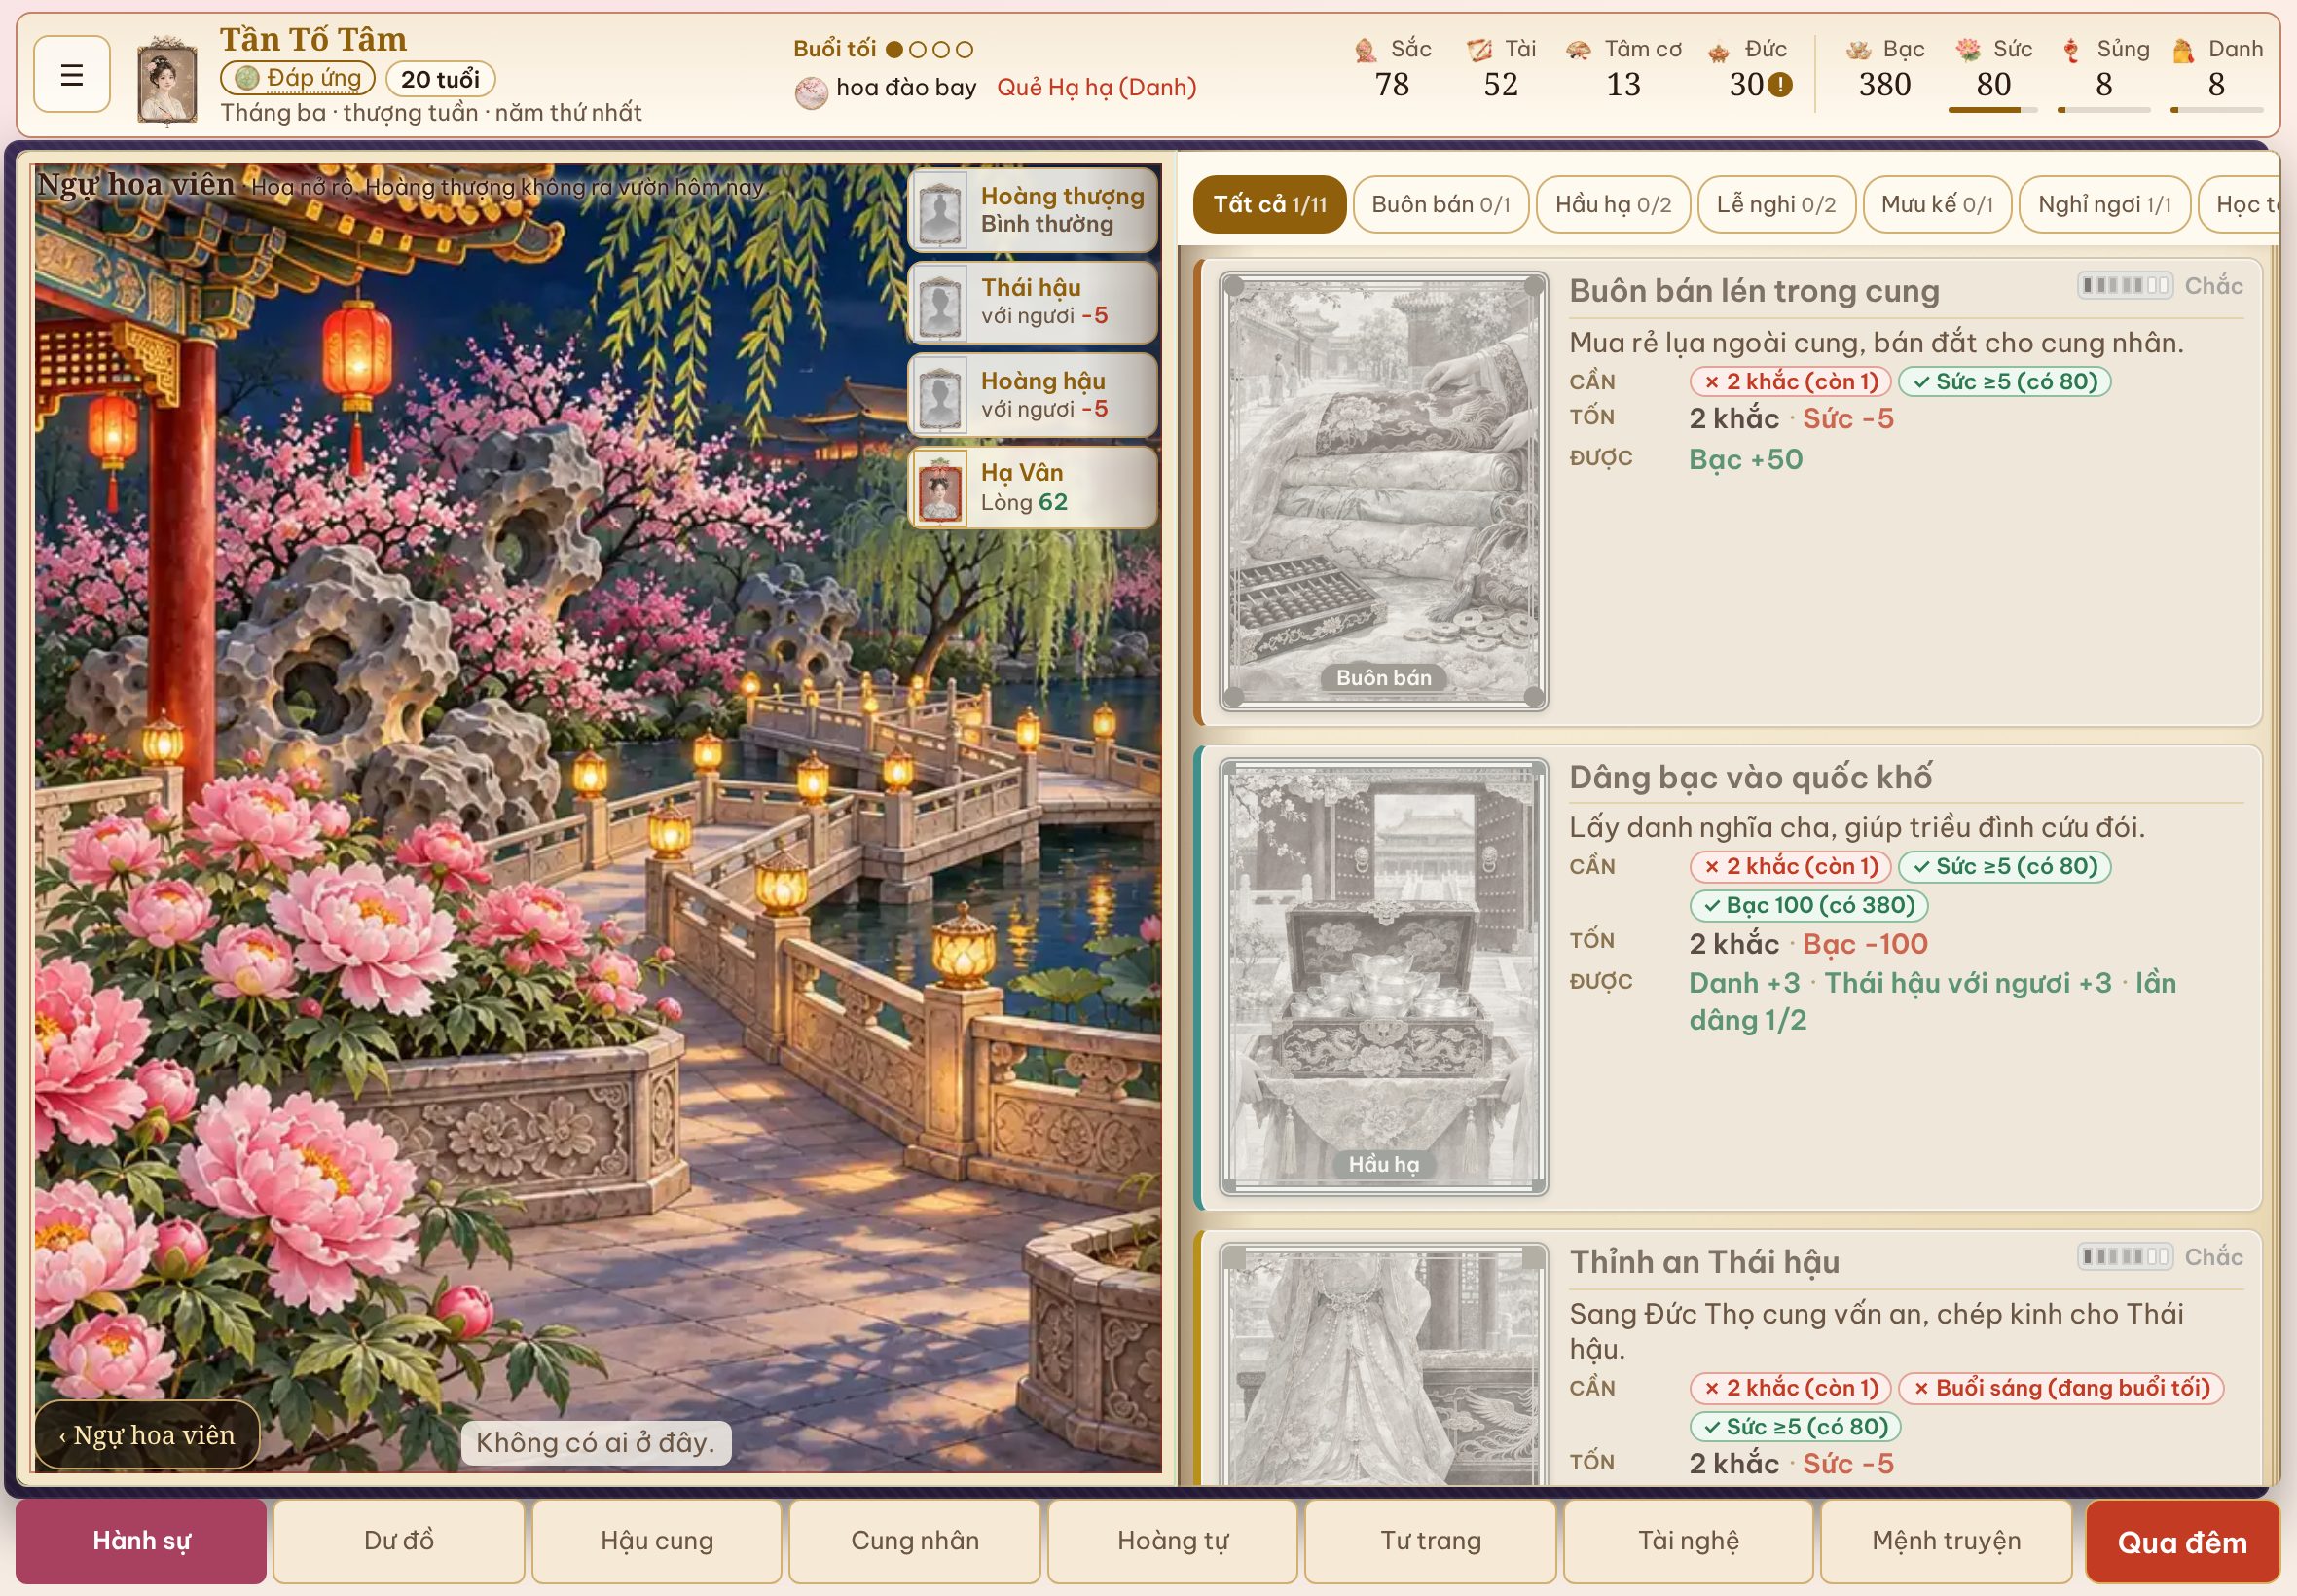 ☰
Tần Tố Tâm
Đáp ứng 20 tuổi
Tháng ba · thượng tuần · năm thứ nhất
Buổi tối
hoa đào bay Quẻ Hạ hạ (Danh)
Sắc Tài Tâm cơ Đức Bạc Sức Sủng Danh
78 52 13 30! 380 80 8 8
Ngự hoa viên · Hoa nở rộ. Hoàng thượng không ra vườn hôm nay.
Hoàng thượng
Bình thường
Thái hậu
với ngươi -5
Hoàng hậu
với ngươi -5
Hạ Vân
Lòng 62
‹ Ngự hoa viên
Không có ai ở đây.
Tất cả 1/11 Buôn bán 0/1 Hầu hạ 0/2 Lễ nghi 0/2 Mưu kế 0/1 Nghỉ ngơi 1/1 Học
Buôn bán lén trong cung Chắc
Mua rẻ lụa ngoài cung, bán đắt cho cung nhân.
CẦN × 2 khắc (còn 1) ✓ Sức ≥5 (có 80)
TỐN 2 khắc · Sức -5
ĐƯỢC Bạc +50
Buôn bán
Dâng bạc vào quốc khố
Lấy danh nghĩa cha, giúp triều đình cứu đói.
CẦN × 2 khắc (còn 1) ✓ Sức ≥5 (có 80)
✓ Bạc 100 (có 380)
TỐN 2 khắc · Bạc -100
ĐƯỢC Danh +3 · Thái hậu với ngươi +3 · lần
dâng 1/2
Hầu hạ
Thỉnh an Thái hậu Chắc
Sang Đức Thọ cung vấn an, chép kinh cho Thái
hậu.
CẦN × 2 khắc (còn 1) × Buổi sáng (đang buổi tối)
✓ Sức ≥5 (có 80)
TỐN 2 khắc · Sức -5
Hành sự Dư đồ Hậu cung Cung nhân Hoàng tự Tư trang Tài nghệ Mệnh truyện Qua đêm